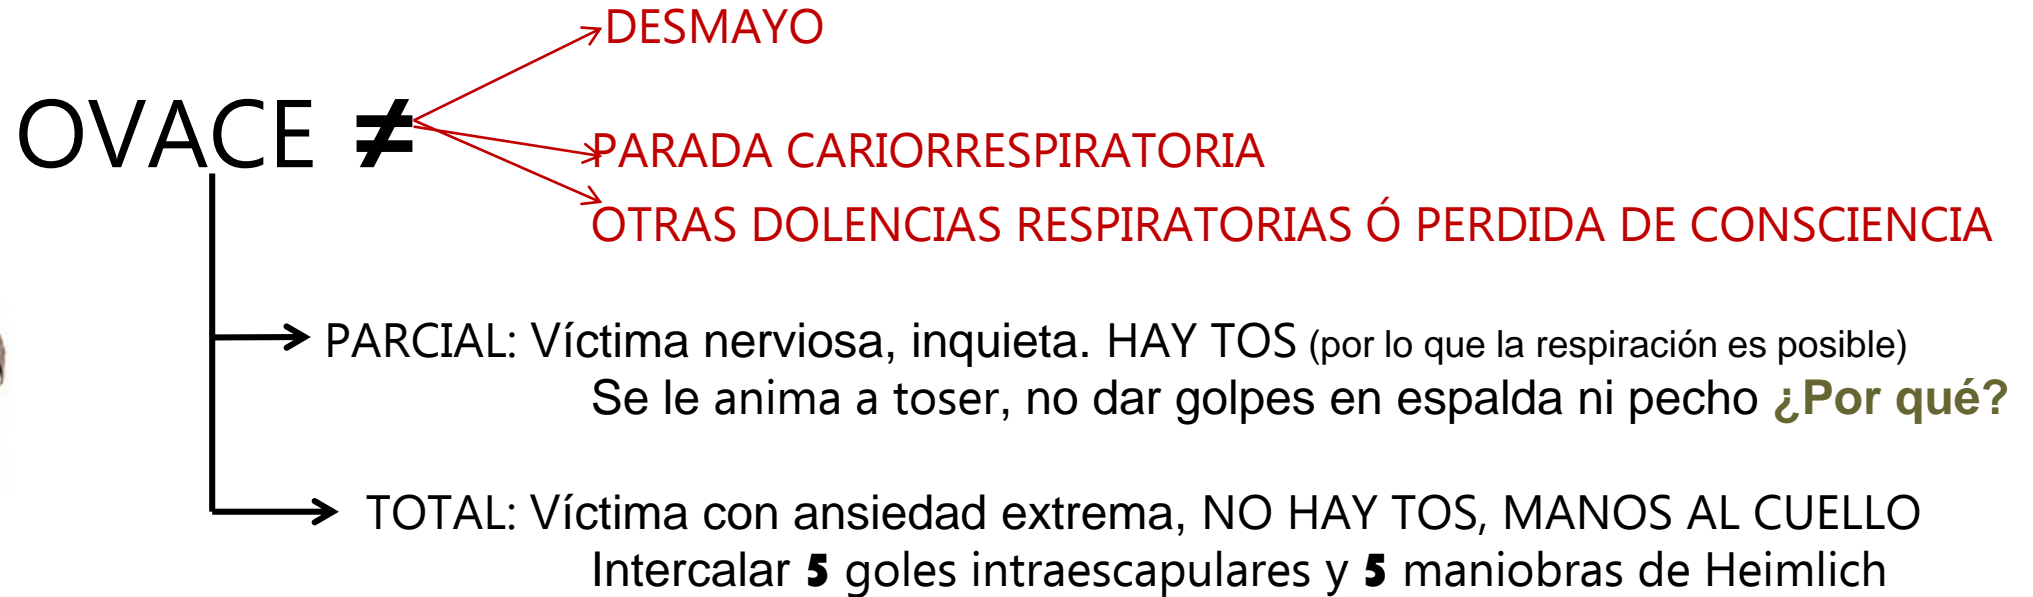 DESMAYO
OVACE ≠
PARADA CARIORRESPIRATORIA
OTRAS DOLENCIAS RESPIRATORIAS Ó PERDIDA DE CONSCIENCIA
PARCIAL: Víctima nerviosa, inquieta. HAY TOS (por lo que la respiración es posible)
Se le anima a toser, no dar golpes en espalda ni pecho ¿Por qué?
TOTAL: Víctima con ansiedad extrema, NO HAY TOS, MANOS AL CUELLO
Intercalar 5 goles intraescapulares y 5 maniobras de Heimlich